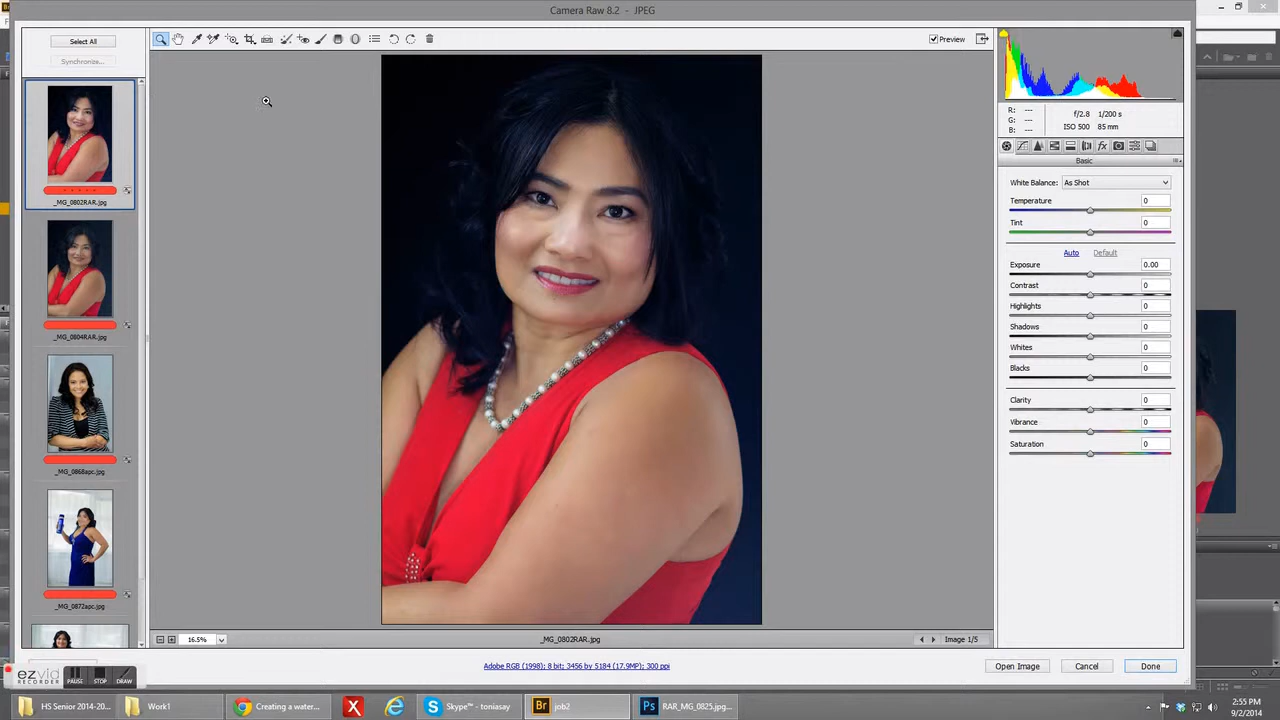 Br
Camera Raw 8.2 - JPEG
Select All
Synchronize...
Preview
_MG_0802RAR.jpg
_MG_0804RAR.jpg
_MG_0868apc.jpg
_MG_0872apc.jpg
R: ---
G: ---
B: ---
f/2.8 1/200 s
ISO 500 85 mm
fx
Basic
White Balance: As Shot
Temperature 0
Tint 0
Auto Default
Exposure 0.00
Contrast 0
Highlights 0
Shadows 0
Whites 0
Blacks 0
Clarity 0
Vibrance 0
Saturation 0
16.5%
_MG_0802RAR.jpg
Image 1/5
Adobe RGB (1998); 8 bit; 3456 by 5184 (17.9MP); 300 ppi
Open Image
Cancel
Done
ezvid
RECORDER
PAUSE
STOP
DRAW
HS Senior 2014-20...
Work1
Creating a water...
X
Skype™ - toniasay
Br job2
Ps RAR_MG_0825.jpg...
2:55 PM
9/2/2014